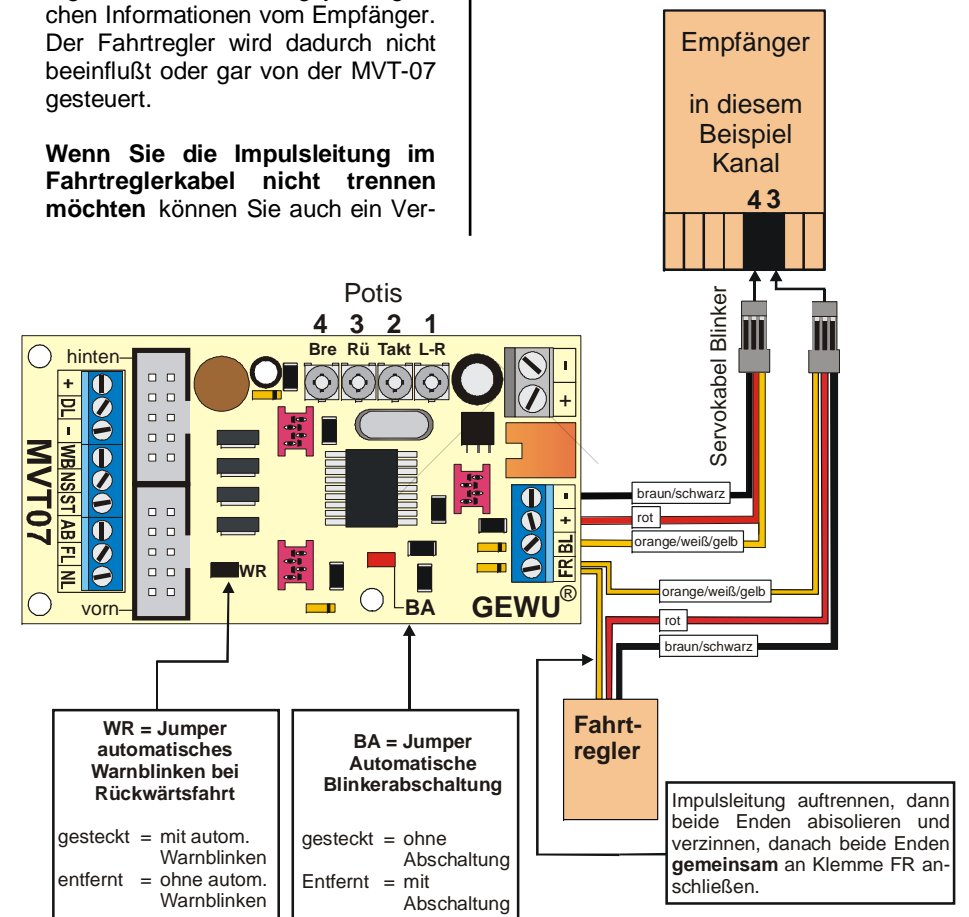 chen Informationen vom Empfänger.
Der Fahrtregler wird dadurch nicht
beeinflußt oder gar von der MVT-07
gesteuert.
Wenn Sie die Impulsleitung im
Fahrtreglerkabel nicht trennen
möchten können Sie auch ein Ver-
Empfänger
in diesem
Beispiel
Kanal
4 3
Servokabel Blinker
Potis
4 3 2 1
Bre Rü Takt L-R
hinten
+ DL - WB NS ST AB FL NL
MVT07
vorn
WR
BA
GEWU®
- +
- + BL FR
braun/schwarz
rot
orange/weiß/gelb
orange/weiß/gelb
rot
braun/schwarz
Fahrt-
regler
WR = Jumper
automatisches
Warnblinken bei
Rückwärtsfahrt
gesteckt = mit autom.
Warnblinken
entfernt = ohne autom.
Warnblinken
BA = Jumper
Automatische
Blinkerabschaltung
gesteckt = ohne
Abschaltung
Entfernt = mit
Abschaltung
Impulsleitung auftrennen, dann
beide Enden abisolieren und
verzinnen, danach beide Enden
gemeinsam an Klemme FR an-
schließen.